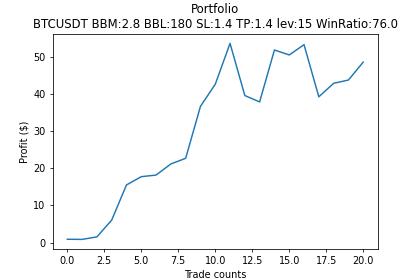 Portfolio
BTCUSDT BBM:2.8 BBL:180 SL:1.4 TP:1.4 lev:15 WinRatio:76.0
Profit ($)
50
40
30
20
10
0
0.0 2.5 5.0 7.5 10.0 12.5 15.0 17.5 20.0
Trade counts